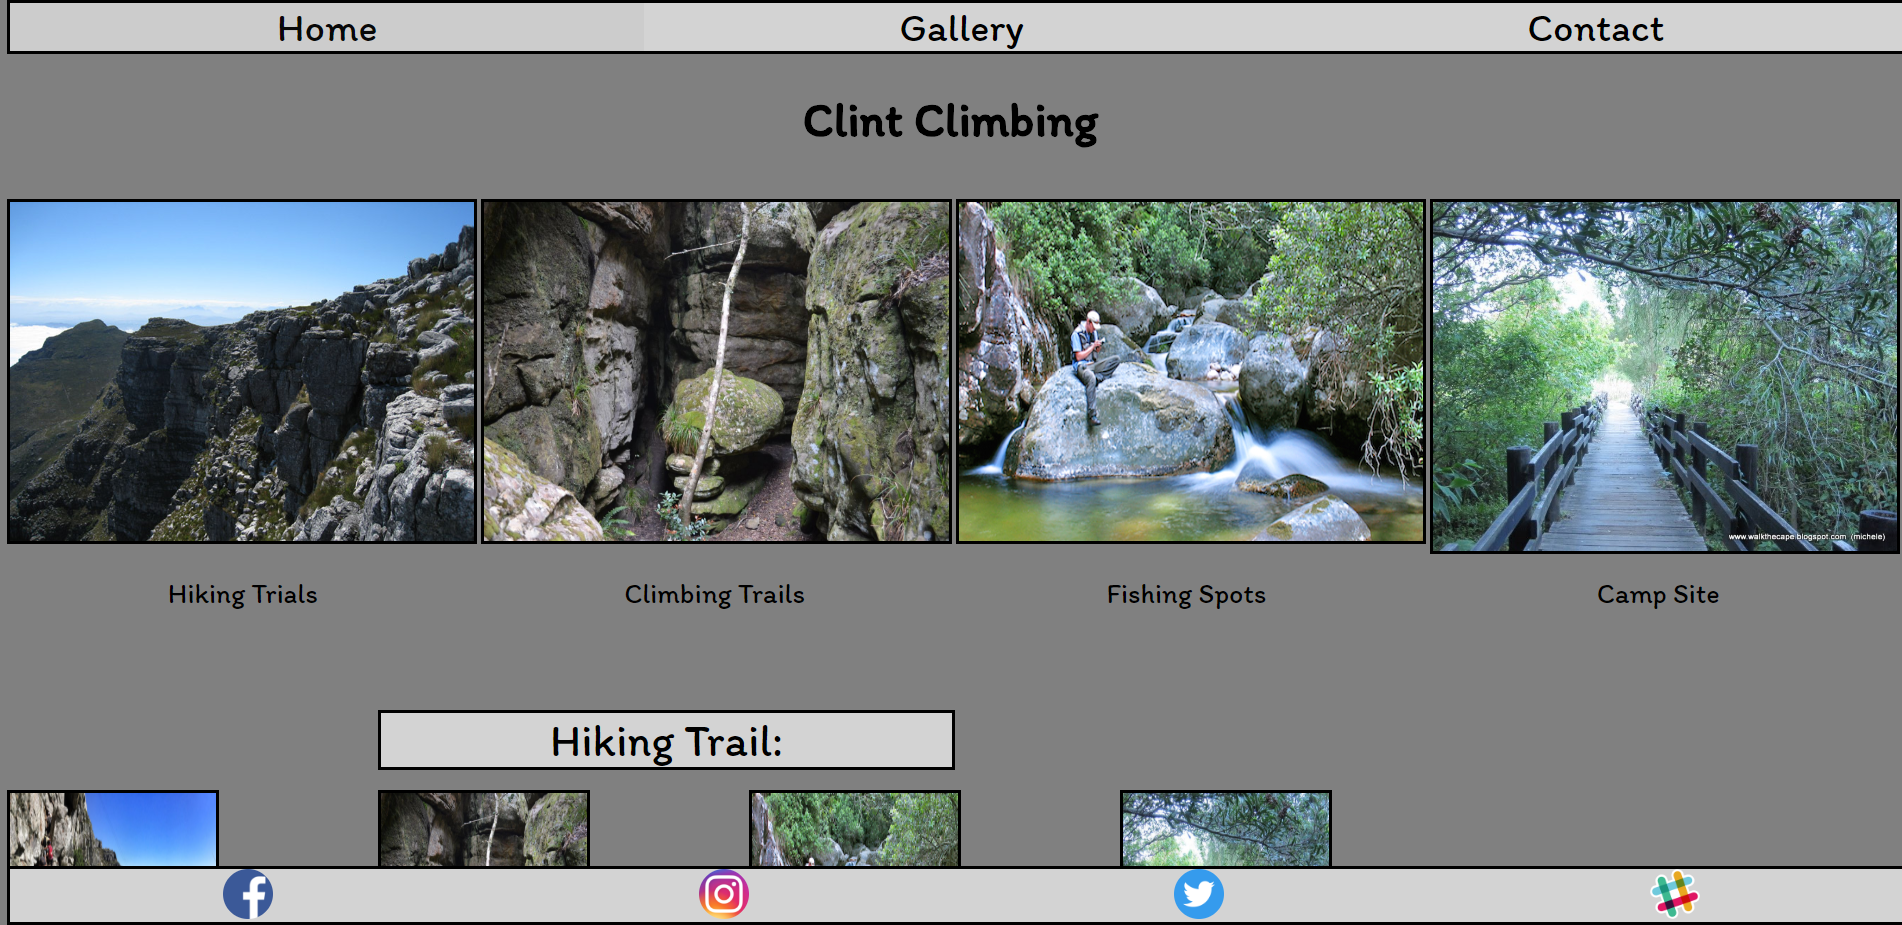 Home Gallery Contact
Clint Climbing
www.walkthecape.blogspot.com (michele)
Hiking Trials Climbing Trails Fishing Spots Camp Site
Hiking Trail: